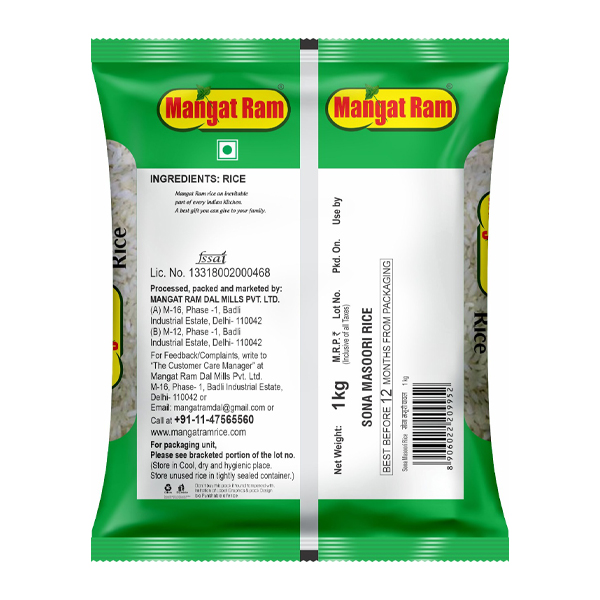 Mangat Ram
®
INGREDIENTS: RICE
Mangat Ram rice an inevitable
part of every Indian Kitchen.
A best gift you can give to your family.
fssai
Lic. No. 13318002000468
Processed, packed and marketed by:
MANGAT RAM DAL MILLS PVT. LTD.
(A) M-16, Phase -1, Badli
Industrial Estate, Delhi- 110042
(B) M-12, Phase -1, Badli
Industrial Estate, Delhi- 110042
For Feedback/Complaints, write to
"The Customer Care Manager" at
Mangat Ram Dal Mills Pvt. Ltd.
M-16, Phase- 1, Badli Industrial Estate,
Delhi- 110042 or
Email: mangatramdal@gmail.com or
Call at +91-11-47565560
www.mangatramrice.com
For packaging unit,
Please see bracketed portion of the lot no.
(Store in Cool, dry and hygienic place.
Store unused rice in tightly sealed container.)
Rice
Mangat Ram
®
Net Weight: 1kg
M.R.P.₹
(Inclusive of all Taxes)
Lot No.
Pkd. On.
Use by
SONA MASOORI RICE
BEST BEFORE 12 MONTHS FROM PACKAGING
Sona Masoori Rice
1 kg
8 906022 209952
Rice